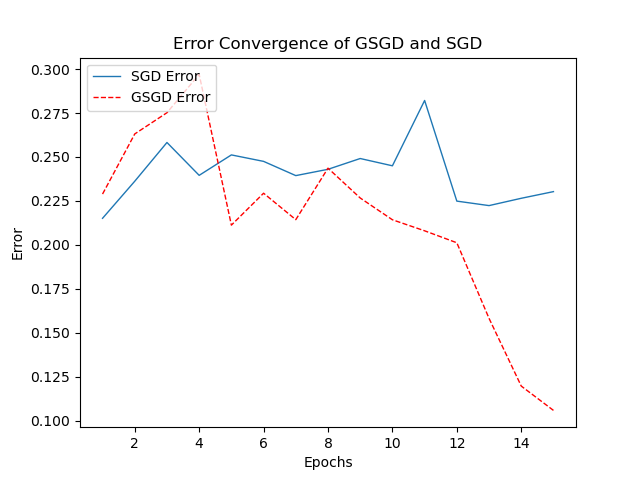 Error Convergence of GSGD and SGD
SGD Error
GSGD Error
0.300
0.275
0.250
0.225
0.200
0.175
0.150
0.125
0.100
Error
2 4 6 8 10 12 14
Epochs